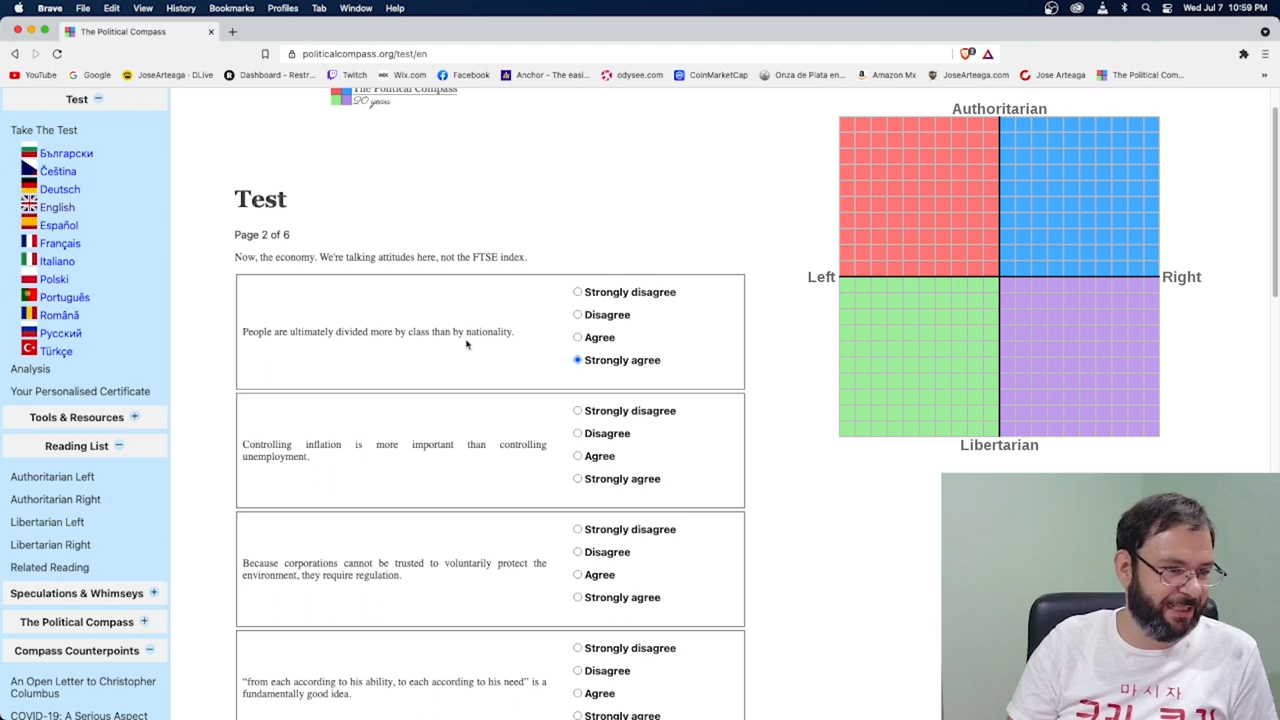 Brave File Edit View History Bookmarks Profiles Tab Window Help Wed Jul 7 10:59 PM
The Political Compass
politicalcompass.org/test/en
YouTube Google JoseArteaga - DLive Dashboard - Restr... Twitch Wix.com Facebook Anchor - The easi... odysee.com CoinMarketCap Onza de Plata en... Amazon Mx JoseArteaga.com Jose Arteaga The Political Com...
Test
Take The Test
Български
Čeština
Deutsch
English
Español
Français
Italiano
Polski
Português
Română
Русский
Türkçe
Analysis
Your Personalised Certificate
Tools & Resources
Reading List
Authoritarian Left
Authoritarian Right
Libertarian Left
Libertarian Right
Related Reading
Speculations & Whimseys
The Political Compass
Compass Counterpoints
An Open Letter to Christopher
Columbus
COVID-19: A Serious Aspect
The Political Compass
20 years
Test
Page 2 of 6
Now, the economy. We're talking attitudes here, not the FTSE index.
People are ultimately divided more by class than by nationality.
Strongly disagree
Disagree
Agree
Strongly agree
Controlling inflation is more important than controlling
unemployment.
Strongly disagree
Disagree
Agree
Strongly agree
Because corporations cannot be trusted to voluntarily protect the
environment, they require regulation.
Strongly disagree
Disagree
Agree
Strongly agree
“from each according to his ability, to each according to his need” is a
fundamentally good idea.
Strongly disagree
Disagree
Agree
Strongly agree
Authoritarian
Left
Right
Libertarian
마시자